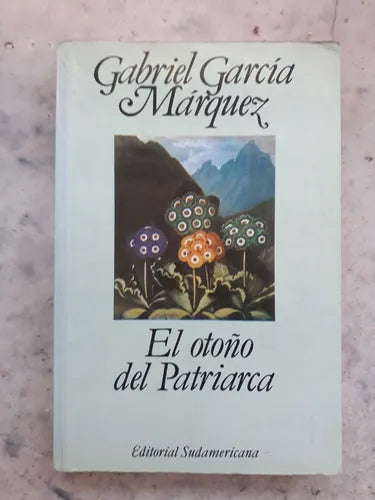 Gabriel García
Márquez
El otoño
del Patriarca
Editorial Sudamericana